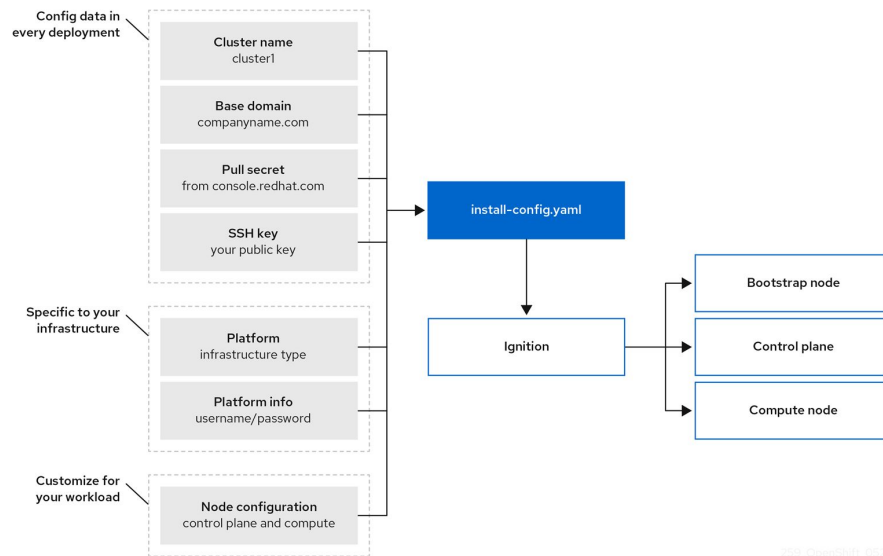 Config data in
every deployment
Cluster name
cluster1
Base domain
companyname.com
Pull secret
from console.redhat.com
SSH key
your public key
install-config.yaml
Specific to your
infrastructure
Platform
infrastructure type
Platform info
username/password
Ignition
Bootstrap node
Control plane
Compute node
Customize for
your workload
Node configuration
control plane and compute